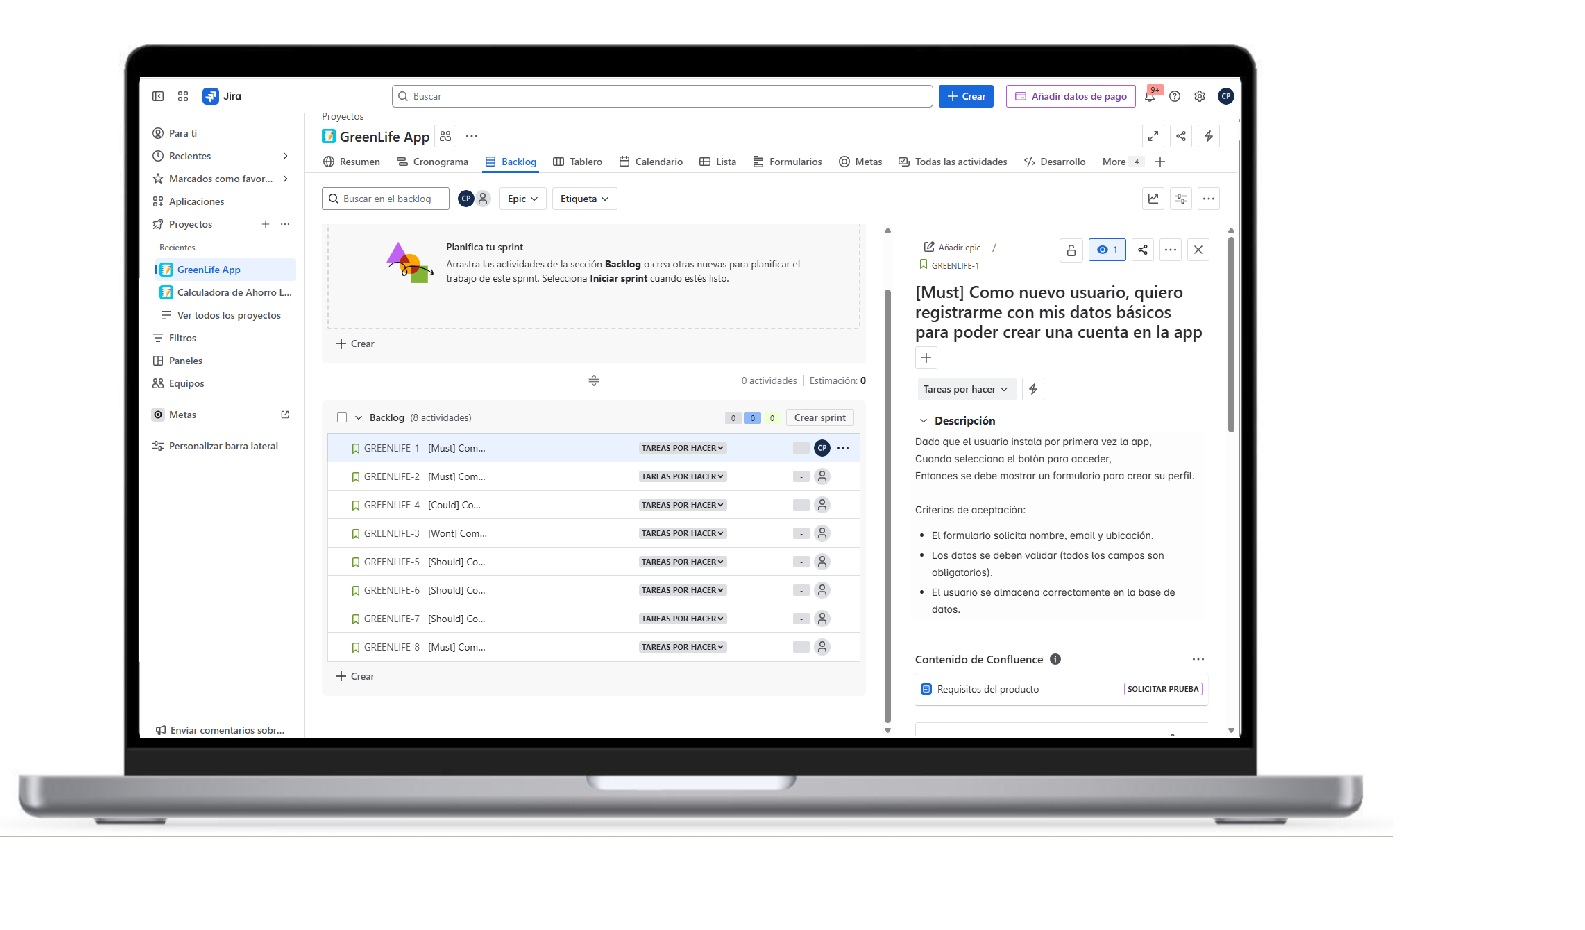 Jira
Buscar
Crear
Añadir datos de pago
9+
CP
Para ti
Recientes
Marcados como favor...
Aplicaciones
Proyectos
Recientes
GreenLife App
Calculadora de Ahorro L...
Ver todos los proyectos
Filtros
Paneles
Equipos
Metas
Personalizar barra lateral
Enviar comentarios sobr...
Proyectos
GreenLife App
Resumen
Cronograma
Backlog
Tablero
Calendario
Lista
Formularios
Metas
Todas las actividades
Desarrollo
More 4
Buscar en el backlog
CP
Epic
Etiqueta
Planifica tu sprint
Arrastra las actividades de la sección Backlog o crea otras nuevas para planificar el
trabajo de este sprint. Selecciona Iniciar sprint cuando estés listo.
Crear
0 actividades Estimación: 0
Backlog (8 actividades) 0 0 0 Crear sprint
GREENLIFE-1 [Must] Com... TAREAS POR HACER CP
GREENLIFE-2 [Must] Com... TAREAS POR HACER -
GREENLIFE-4 [Could] Co... TAREAS POR HACER
GREENLIFE-3 [Wont] Com... TAREAS POR HACER -
GREENLIFE-5 [Should] Co... TAREAS POR HACER -
GREENLIFE-6 [Should] Co... TAREAS POR HACER -
GREENLIFE-7 [Should] Co... TAREAS POR HACER -
GREENLIFE-8 [Must] Com... TAREAS POR HACER
Crear
Añadir epic /
GREENLIFE-1
1
[Must] Como nuevo usuario, quiero
registrarme con mis datos básicos
para poder crear una cuenta en la app
Tareas por hacer
Descripción
Dado que el usuario instala por primera vez la app,
Cuando selecciona el botón para acceder,
Entonces se debe mostrar un formulario para crear su perfil.
Criterios de aceptación:
• El formulario solicita nombre, email y ubicación.
• Los datos se deben validar (todos los campos son
obligatorios).
• El usuario se almacena correctamente en la base de
datos.
Contenido de Confluence
Requisitos del producto SOLICITAR PRUEBA